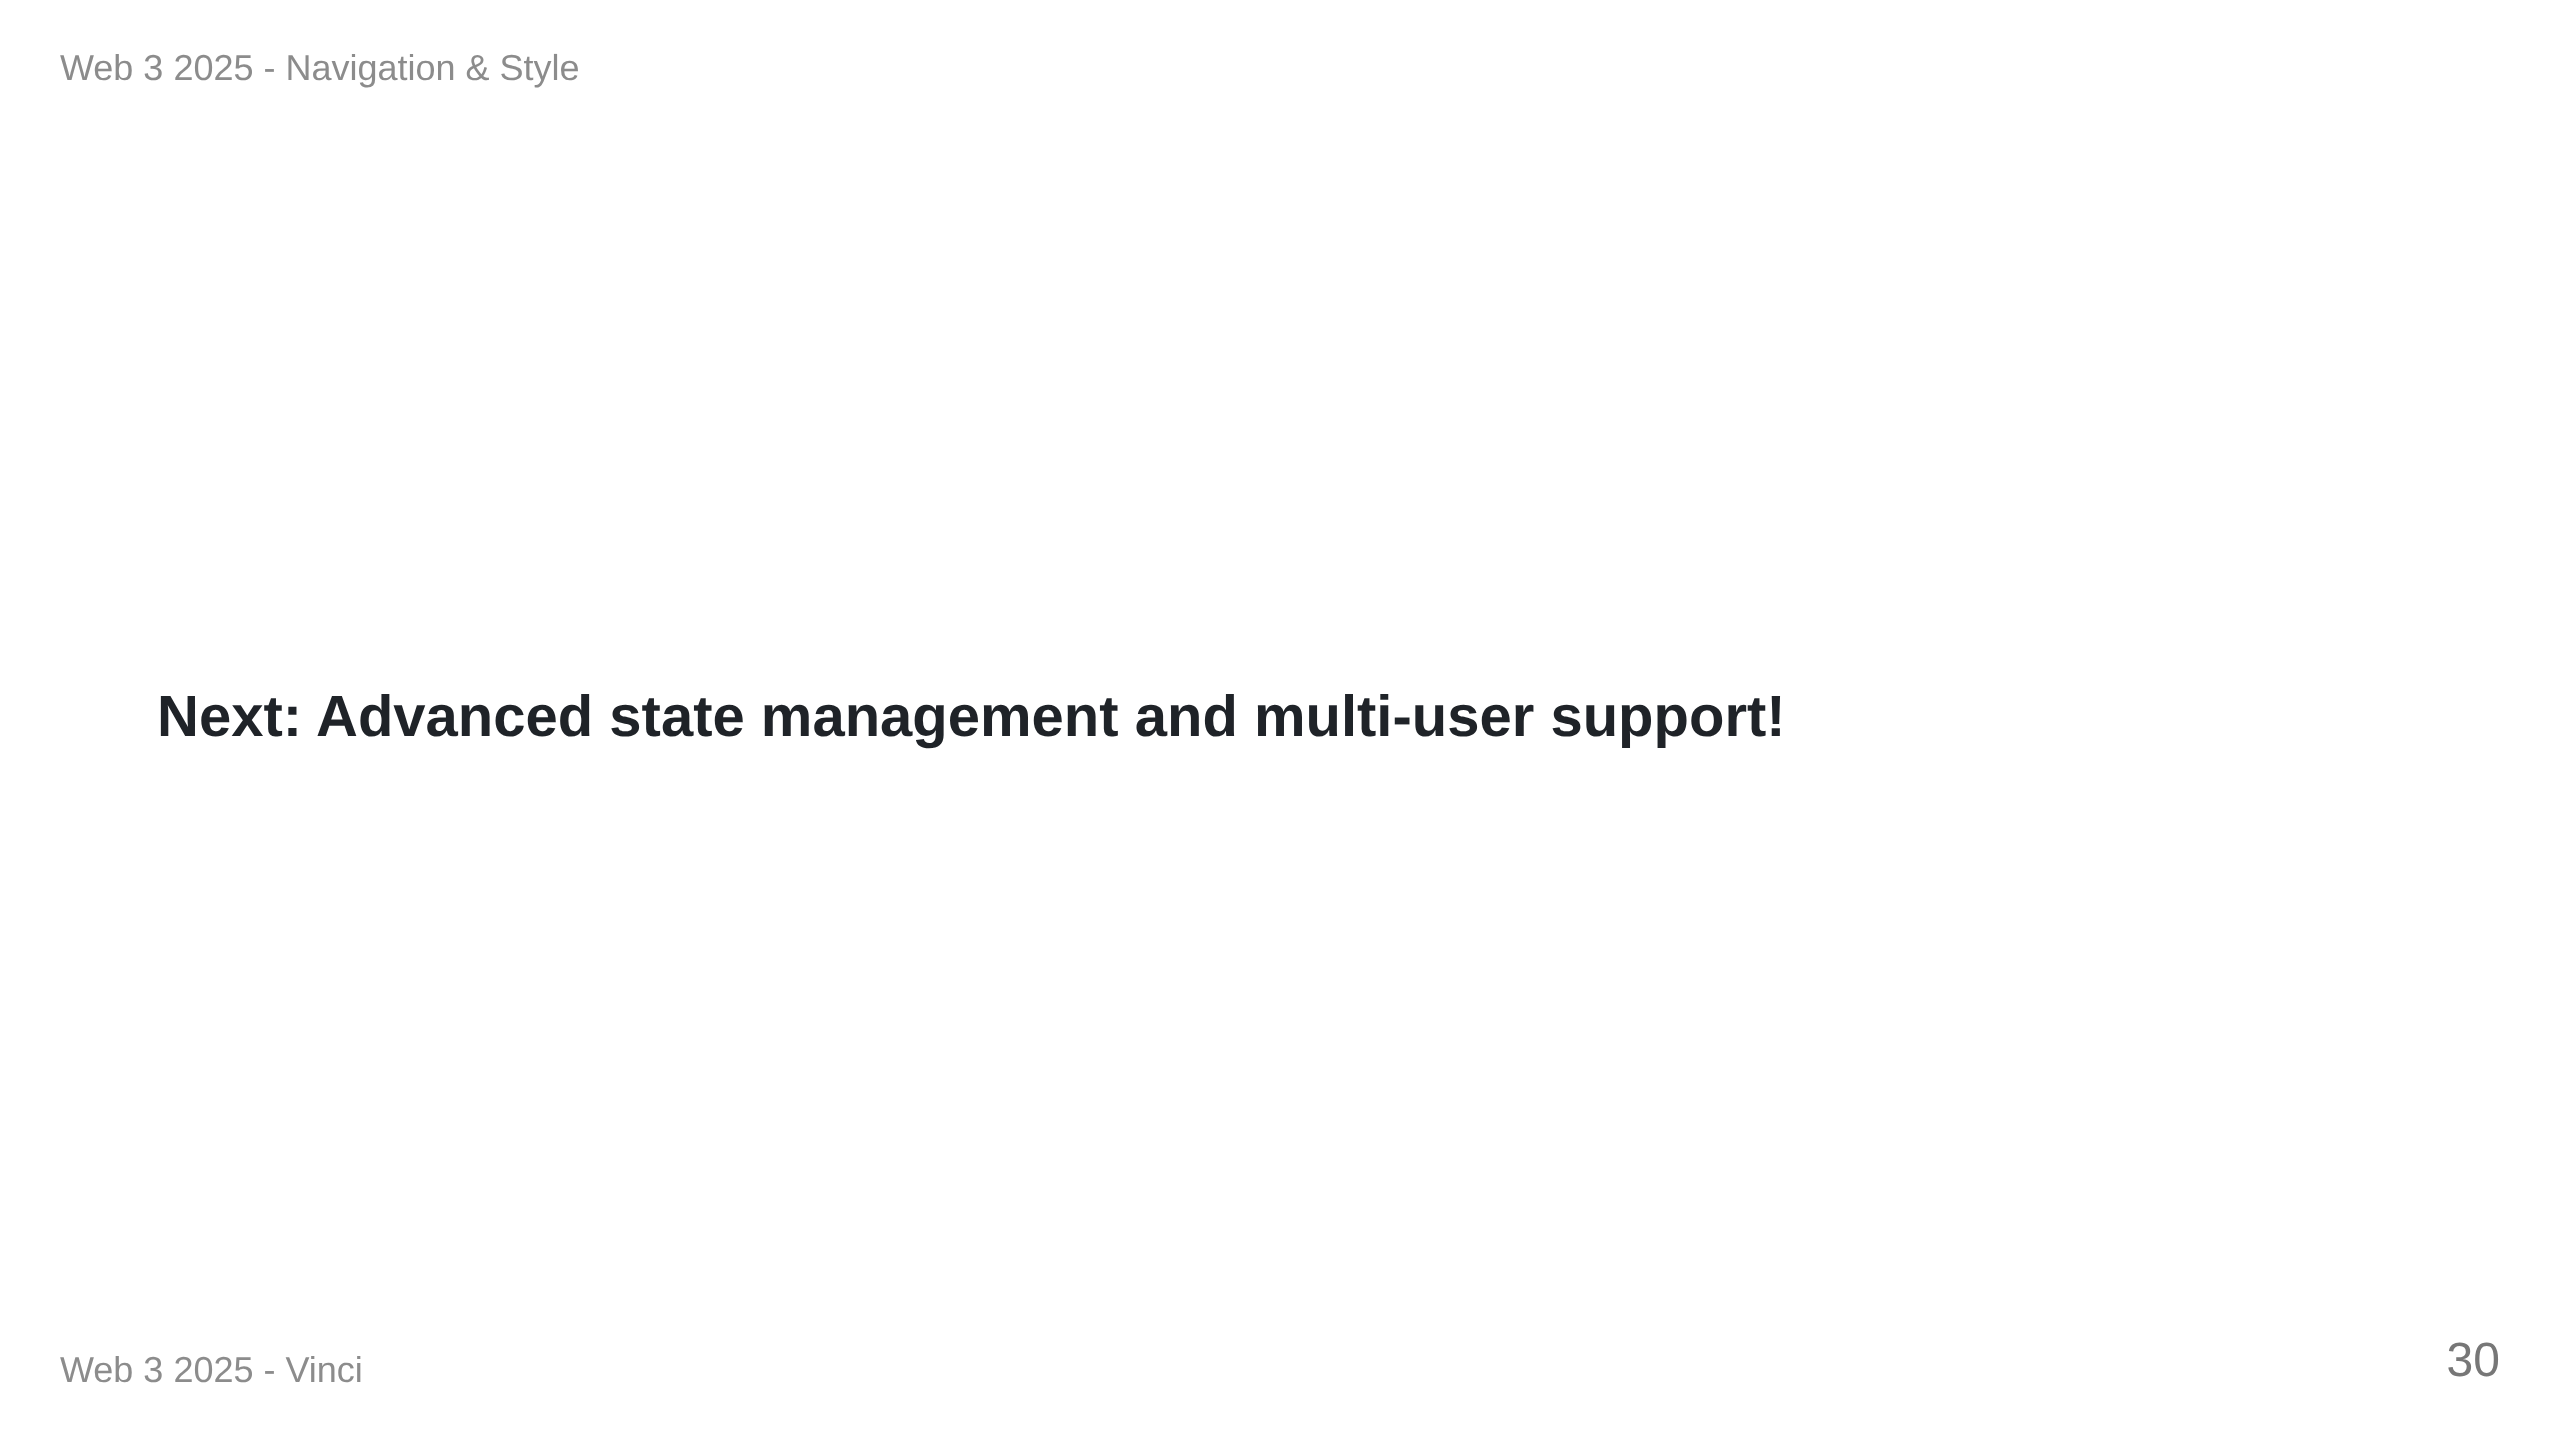 Web 3 2025 - Navigation & Style
Next: Advanced state management and multi-user support!
Web 3 2025 - Vinci
30